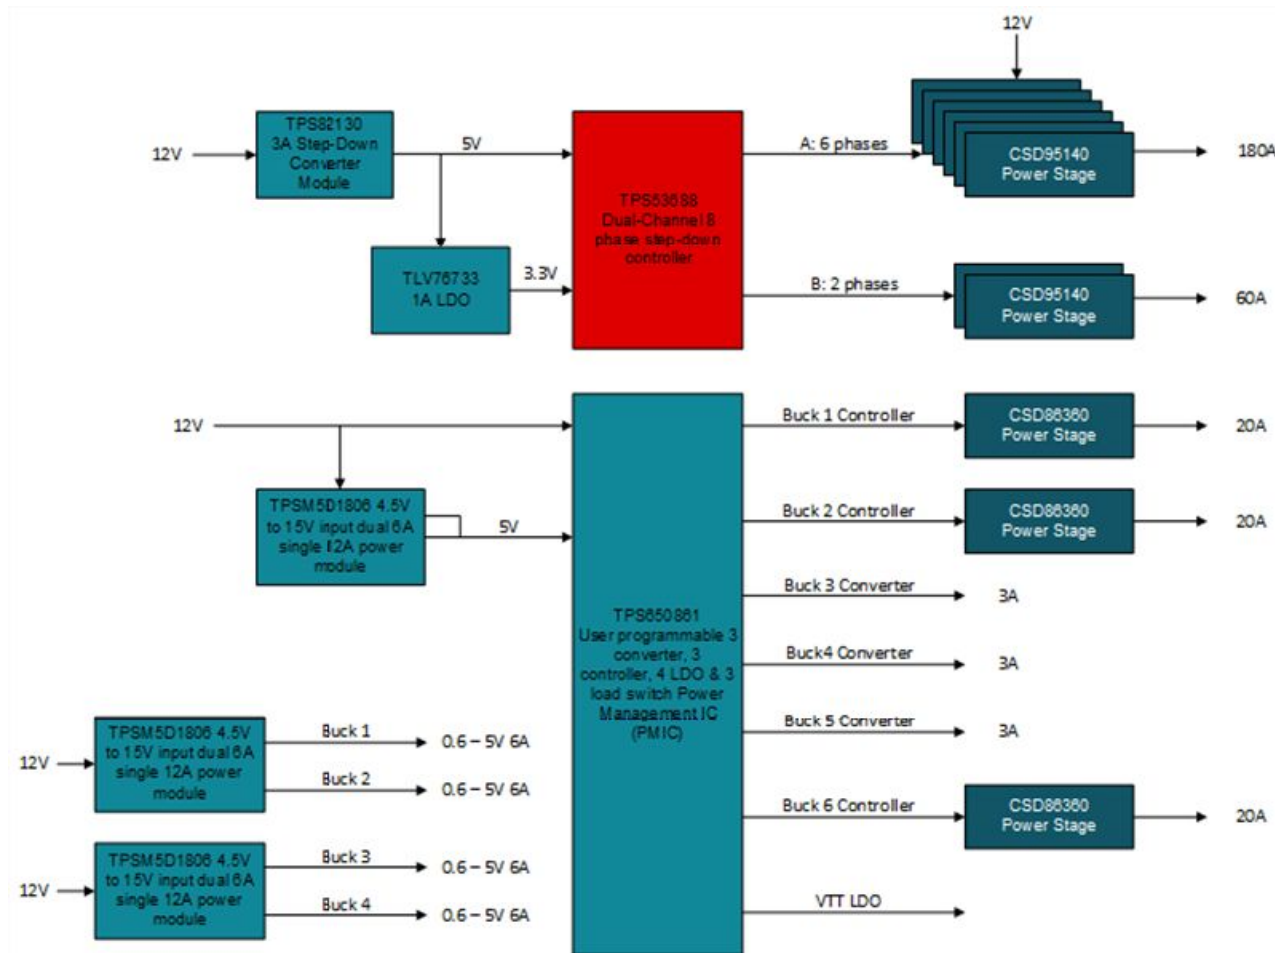 12V
TPS82130
3A Step-Down
Converter
Module
12V
5V
TLV76733
1A LDO
3.3V
TPS53688
Dual-Channel 8
phase step-down
controller
A: 6 phases
CSD95140
Power Stage
180A
B: 2 phases
CSD95140
Power Stage
60A
12V
TPSM5D1806 4.5V
to 15V input dual 6A
single 12A power
module
5V
TPS650861
User programmable 3
converter, 3
controller, 4 LDO & 3
load switch Power
Management IC
(PMIC)
Buck 1 Controller
CSD86360
Power Stage
20A
Buck 2 Controller
CSD86360
Power Stage
20A
Buck 3 Converter
3A
Buck4 Converter
3A
Buck 5 Converter
3A
Buck 6 Controller
CSD86360
Power Stage
20A
VTT LDO
12V
TPSM5D1806 4.5V
to 15V input dual 6A
single 12A power
module
Buck 1
0.6 – 5V 6A
Buck 2
0.6 – 5V 6A
12V
TPSM5D1806 4.5V
to 15V input dual 6A
single 12A power
module
Buck 3
0.6 – 5V 6A
Buck 4
0.6 – 5V 6A